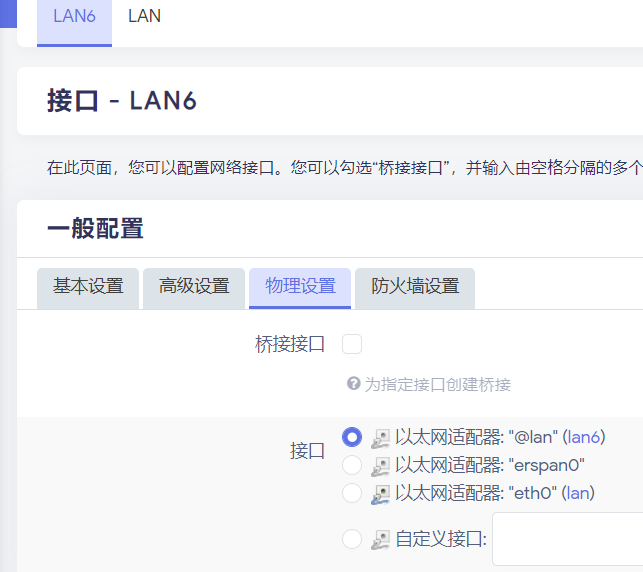 LAN6 LAN
接口 - LAN6
在此页面，您可以配置网络接口。您可以勾选“桥接接口”，并输入由空格分隔的多个
一般配置
基本设置 高级设置 物理设置 防火墙设置
桥接接口
为指定接口创建桥接
接口
以太网适配器: "@lan" (lan6)
以太网适配器: "erspan0"
以太网适配器: "eth0" (lan)
自定义接口: